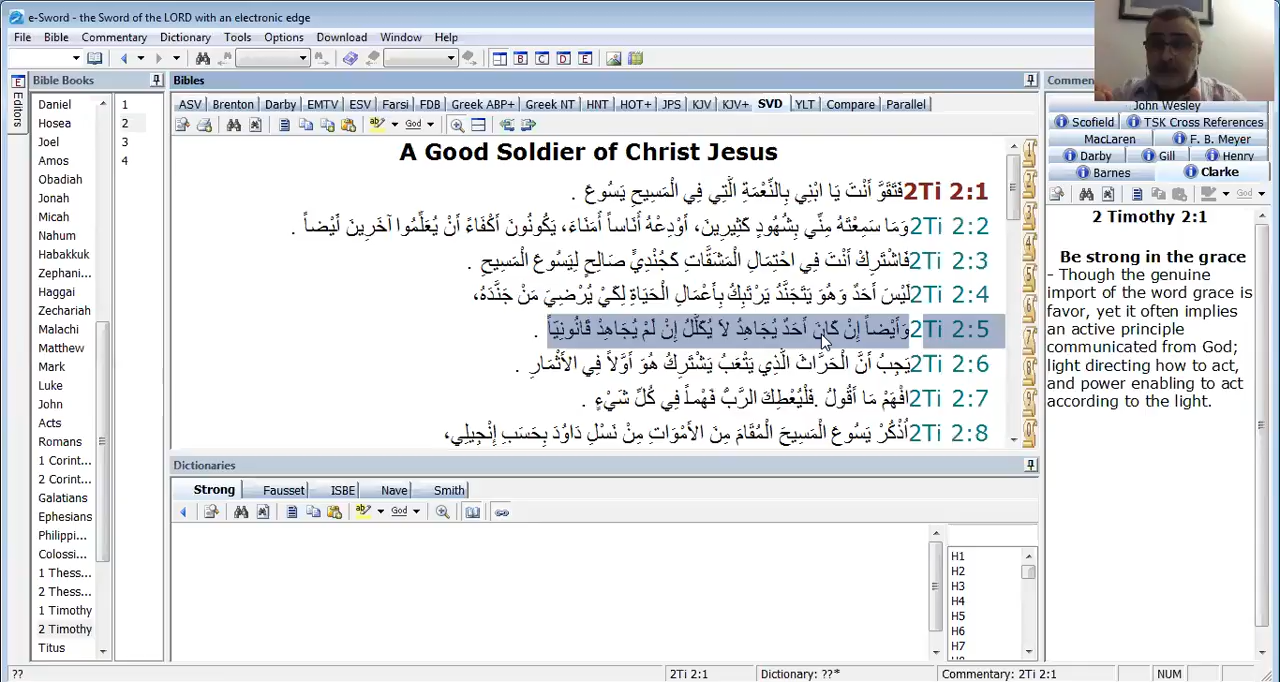 e-Sword - the Sword of the LORD with an electronic edge
File Bible Commentary Dictionary Tools Options Download Window Help
Editors
Bible Books
Daniel
Hosea
Joel
Amos
Obadiah
Jonah
Micah
Nahum
Habakkuk
Zephani...
Haggai
Zechariah
Malachi
Matthew
Mark
Luke
John
Acts
Romans
1 Corint...
2 Corint...
Galatians
Ephesians
Philippi...
Colossi...
1 Thess...
2 Thess...
1 Timothy
2 Timothy
Titus
1
2
3
4
Bibles
ASV Brenton Darby EMTV ESV Farsi FDB Greek ABP+ Greek NT HNT HOT+ JPS KJV KJV+ SVD YLT Compare Parallel
God
A Good Soldier of Christ Jesus
2Ti 2:1 فَتَقَوَّ أَنْتَ يَا ابْنِي بِالنِّعْمَةِ الَّتِي فِي الْمَسِيحِ يَسُوعَ .
2Ti 2:2 وَمَا سَمِعْتَهُ مِنِّي بِشُهُودٍ كَثِيرِينَ، أَوْدِعْهُ أُنَاساً أُمَنَاءَ، يَكُونُونَ أَكْفَاءً أَنْ يُعَلِّمُوا آخَرِينَ أَيْضاً .
2Ti 2:3 فَاشْتَرِكْ أَنْتَ فِي احْتِمَالِ الْمَشَقَّاتِ كَجُنْدِيٍّ صَالِحٍ لِيَسُوعَ الْمَسِيحِ .
2Ti 2:4 لَيْسَ أَحَدٌ وَهُوَ يَتَجَنَّدُ يَرْتَبِكُ بِأَعْمَالِ الْحَيَاةِ لِكَيْ يُرْضِيَ مَنْ جَنَّدَهُ،
2Ti 2:5 وَأَيْضاً إِنْ كَانَ أَحَدٌ يُجَاهِدُ لاَ يُكَلَّلُ إِنْ لَمْ يُجَاهِدْ قَانُونِيّاً .
2Ti 2:6 يَجِبُ أَنَّ الْحَرَّاثَ الَّذِي يَتْعَبُ يَشْتَرِكُ هُوَ أَوَّلاً فِي الأَثْمَارِ .
2Ti 2:7 افْهَمْ مَا أَقُولُ .فَلْيُعْطِكَ الرَّبُّ فَهْماً فِي كُلِّ شَيْءٍ .
2Ti 2:8 اُذْكُرْ يَسُوعَ الْمَسِيحَ الْمُقَامَ مِنَ الأَمْوَاتِ مِنْ نَسْلِ دَاوُدَ بِحَسَبِ إِنْجِيلِي،
Dictionaries
Strong Fausset ISBE Nave Smith
God
H1
H2
H3
H4
H5
H6
H7
Commen
John Wesley
Scofield TSK Cross References
MacLaren F. B. Meyer
Darby Gill Henry
Barnes Clarke
God
2 Timothy 2:1
Be strong in the grace
- Though the genuine
import of the word grace is
favor, yet it often implies
an active principle
communicated from God;
light directing how to act,
and power enabling to act
according to the light.
?? 2Ti 2:1 Dictionary: ??* Commentary: 2Ti 2:1 NUM